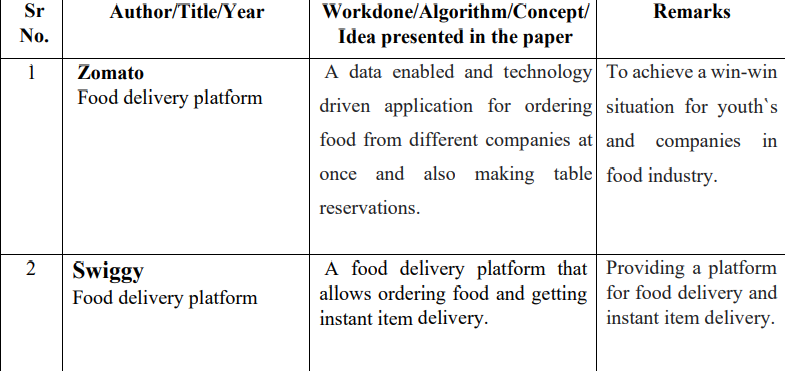 Sr No. Author/Title/Year Workdone/Algorithm/Concept/ Idea presented in the paper Remarks
1
Zomato
Food delivery platform
A data enabled and technology
driven application for ordering
food from different companies at
once and also making table
reservations.
To achieve a win-win
situation for youth`s
and companies in
food industry.
2
Swiggy
Food delivery platform
A food delivery platform that
allows ordering food and getting
instant item delivery.
Providing a platform
for food delivery and
instant item delivery.